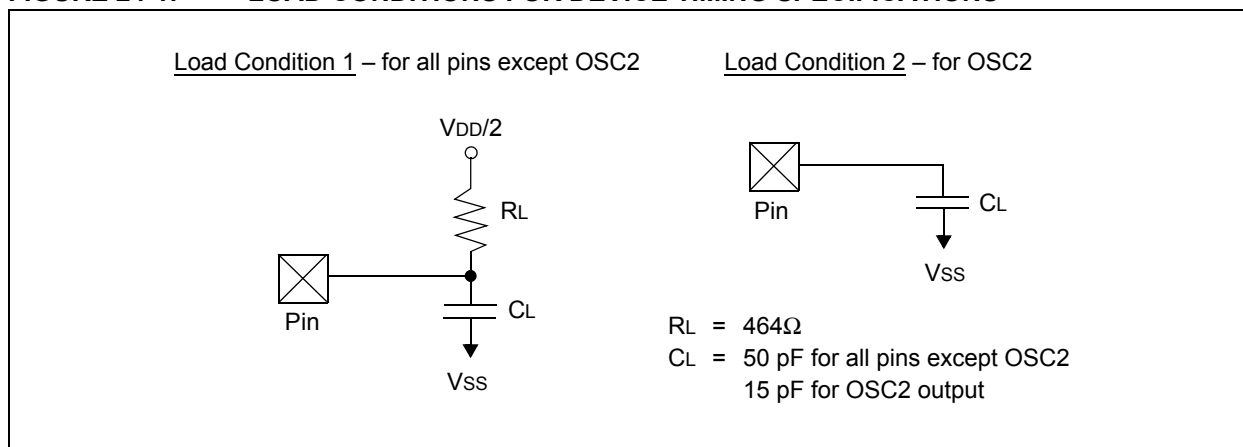 Load Condition 1 – for all pins except OSC2
Load Condition 2 – for OSC2
VDD/2
RL
Pin
CL
VSS
Pin
CL
VSS
RL = 464Ω
CL = 50 pF for all pins except OSC2
15 pF for OSC2 output